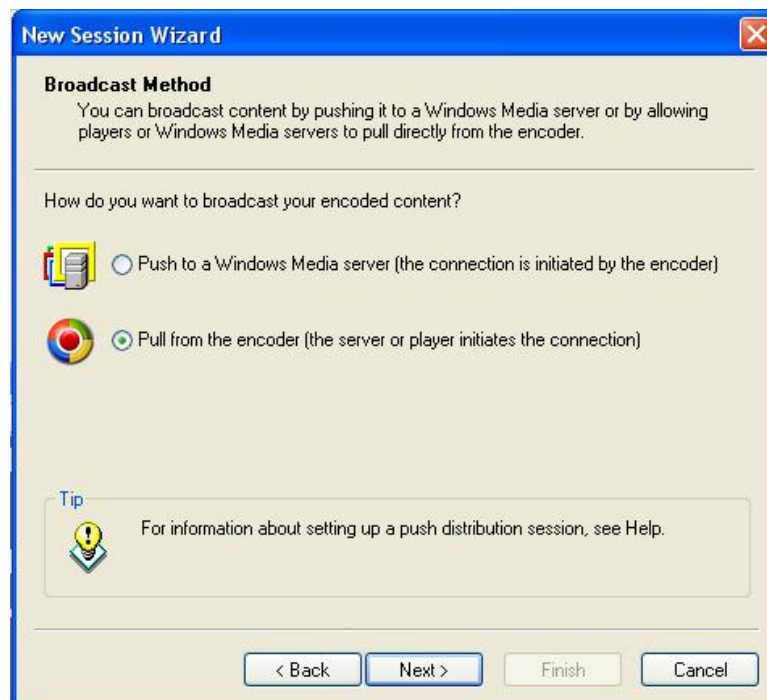 New Session Wizard
Broadcast Method
You can broadcast content by pushing it to a Windows Media server or by allowing
players or Windows Media servers to pull directly from the encoder.
How do you want to broadcast your encoded content?
Push to a Windows Media server (the connection is initiated by the encoder)
Pull from the encoder (the server or player initiates the connection)
Tip
For information about setting up a push distribution session, see Help.
< Back Next > Finish Cancel